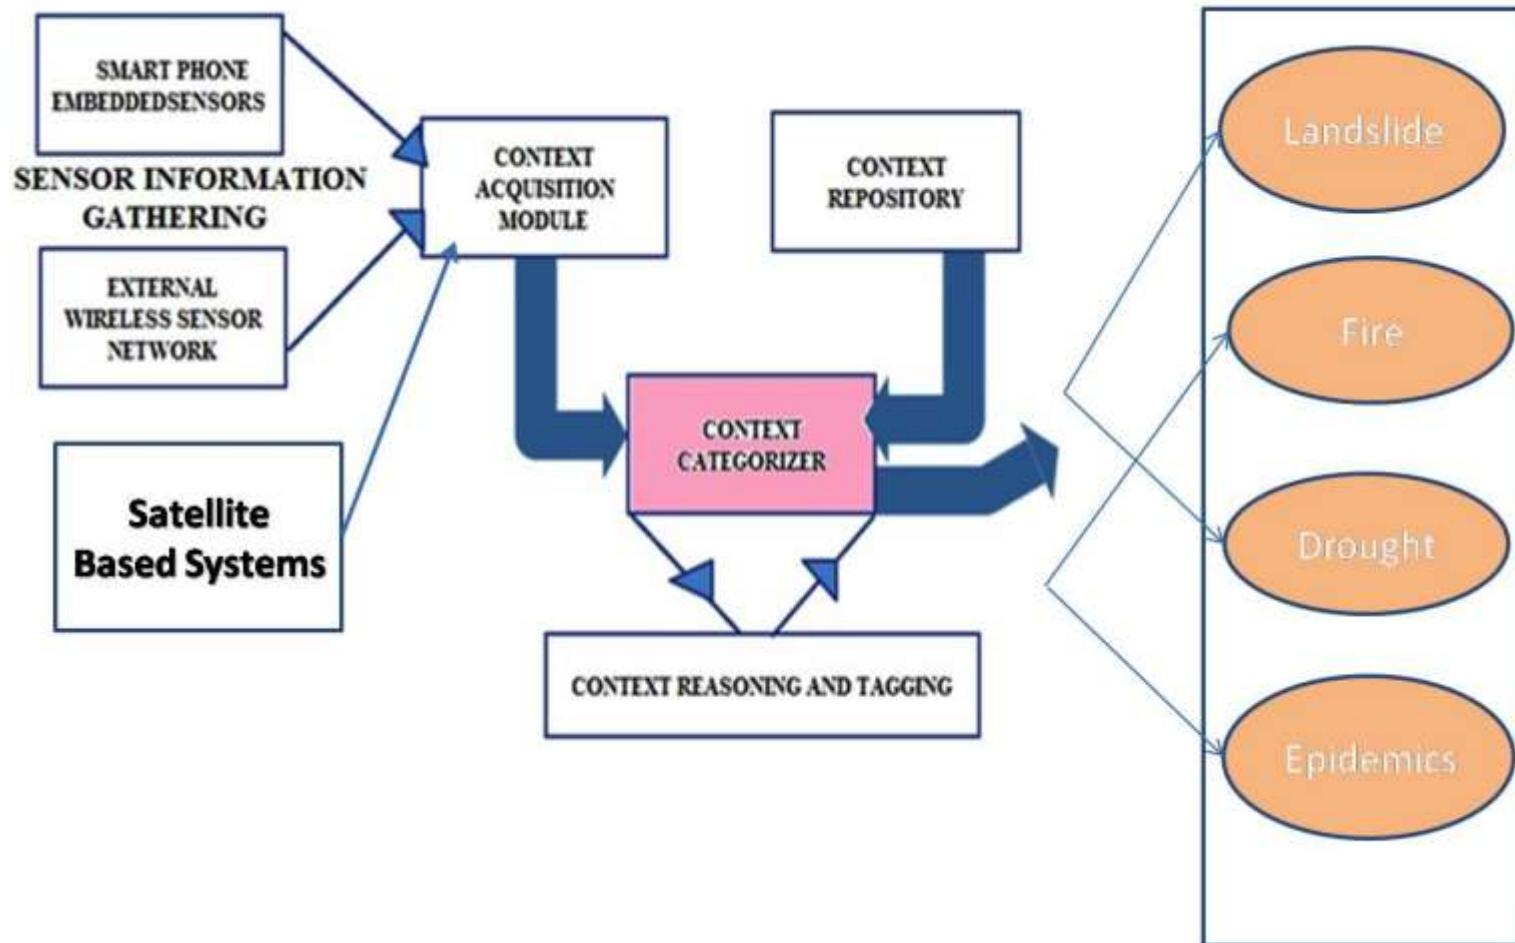 SMART PHONE
EMBEDDEDSENSORS
SENSOR INFORMATION
GATHERING
EXTERNAL
WIRELESS SENSOR
NETWORK
Satellite
Based Systems
CONTEXT
ACQUISITION
MODULE
CONTEXT
REPOSITORY
CONTEXT
CATEGORIZER
CONTEXT REASONING AND TAGGING
Landslide
Fire
Drought
Epidemics